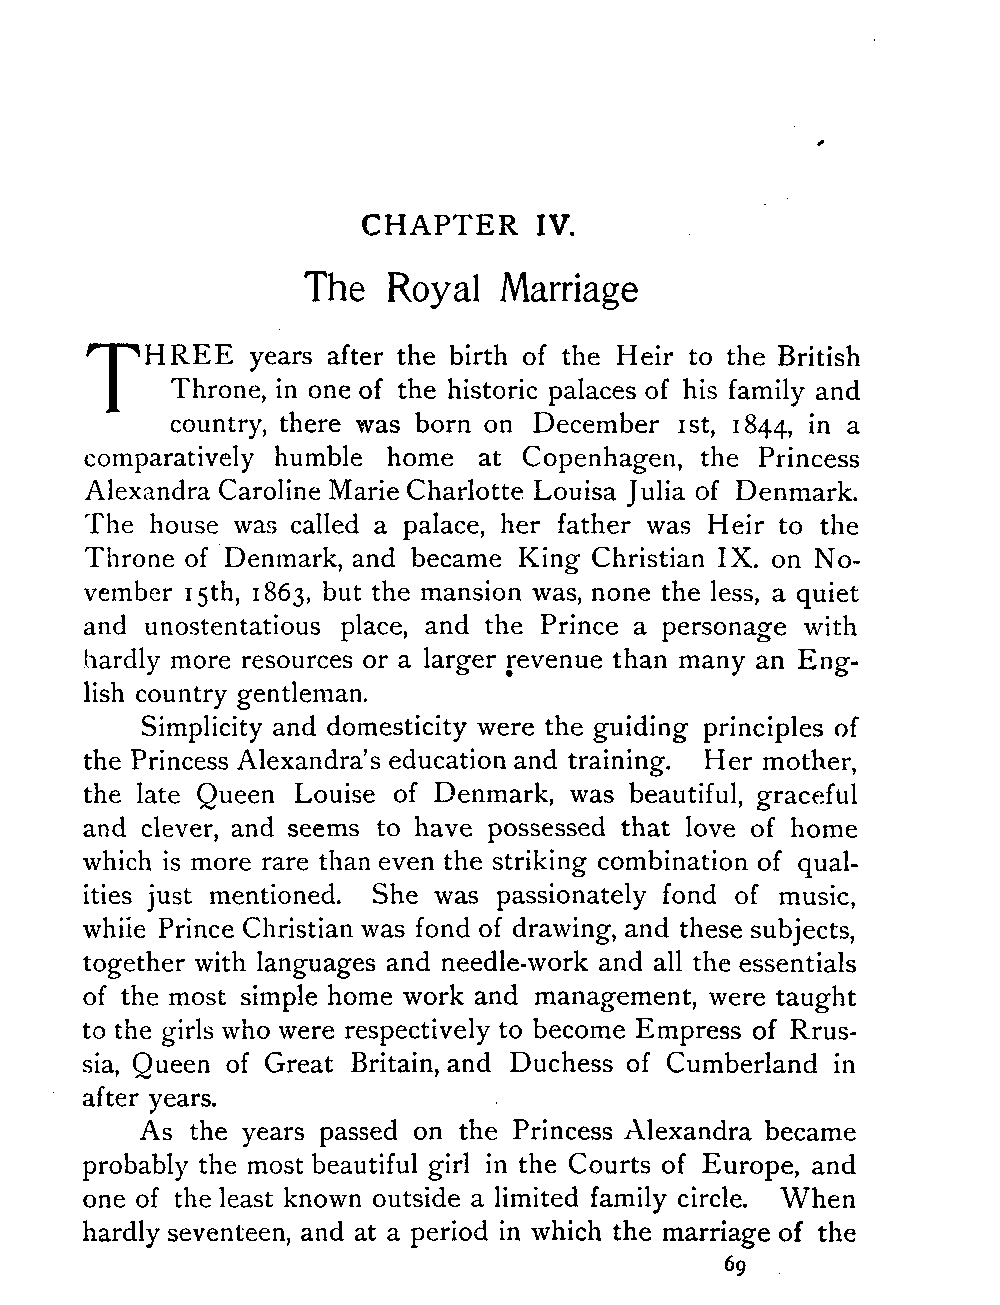 CHAPTER IV.
The Royal Marriage
THREE years after the birth of the Heir to the British
Throne, in one of the historic palaces of his family and
country, there was born on December 1st, 1844, in a
comparatively humble home at Copenhagen, the Princess
Alexandra Caroline Marie Charlotte Louisa Julia of Denmark.
The house was called a palace, her father was Heir to the
Throne of Denmark, and became King Christian IX. on No-
vember 15th, 1863, but the mansion was, none the less, a quiet
and unostentatious place, and the Prince a personage with
hardly more resources or a larger revenue than many an Eng-
lish country gentleman.
Simplicity and domesticity were the guiding principles of
the Princess Alexandra's education and training. Her mother,
the late Queen Louise of Denmark, was beautiful, graceful
and clever, and seems to have possessed that love of home
which is more rare than even the striking combination of qual-
ities just mentioned. She was passionately fond of music,
while Prince Christian was fond of drawing, and these subjects,
together with languages and needle-work and all the essentials
of the most simple home work and management, were taught
to the girls who were respectively to become Empress of Rrus-
sia, Queen of Great Britain, and Duchess of Cumberland in
after years.
As the years passed on the Princess Alexandra became
probably the most beautiful girl in the Courts of Europe, and
one of the least known outside a limited family circle. When
hardly seventeen, and at a period in which the marriage of the
69